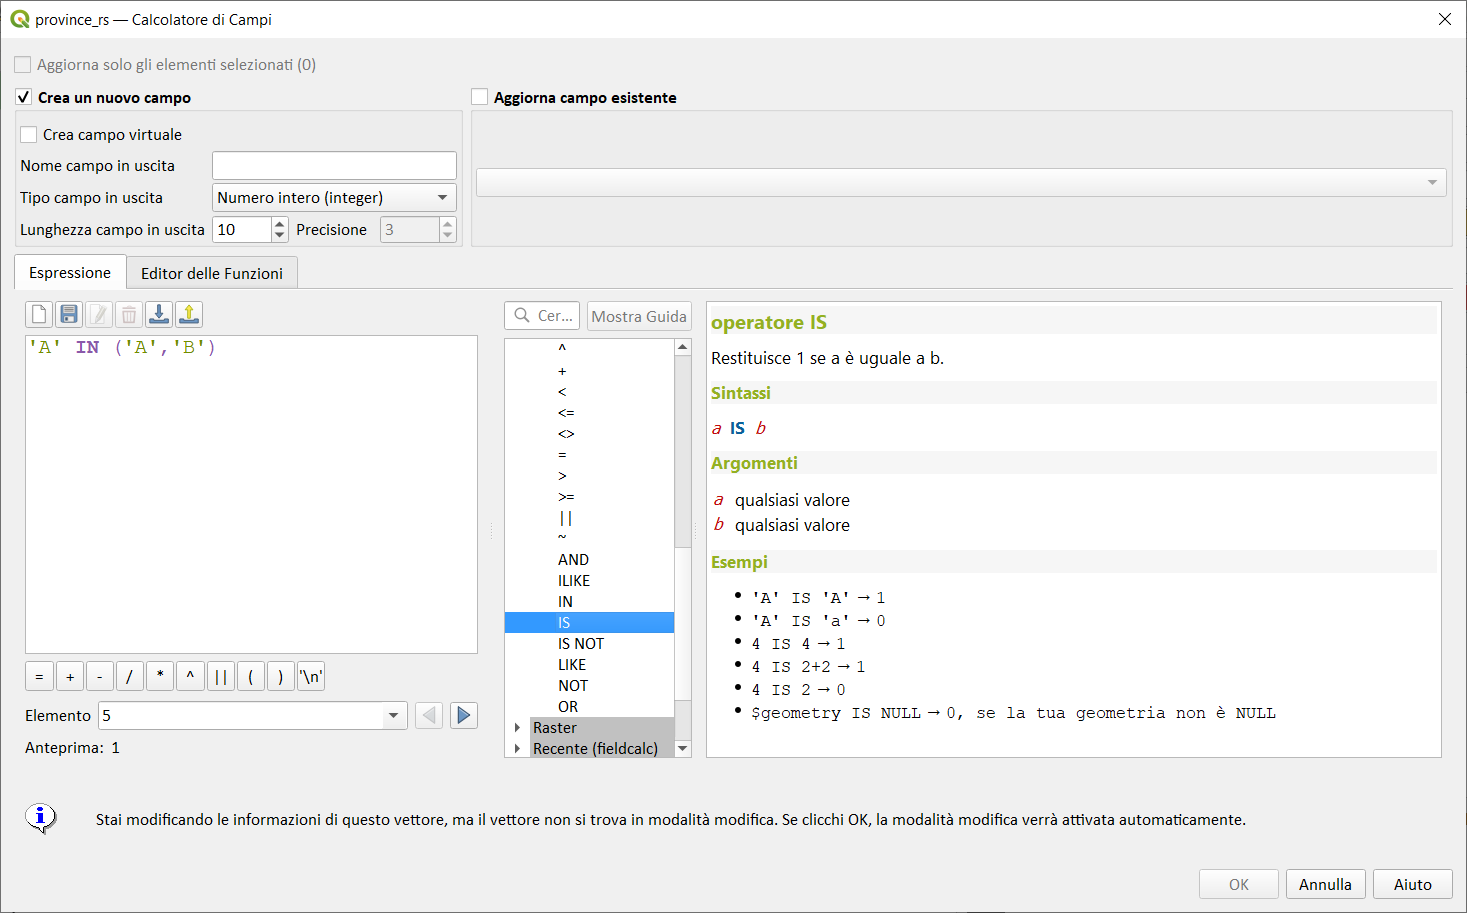 province_rs — Calcolatore di Campi
Aggiorna solo gli elementi selezionati (0)
Crea un nuovo campo
Aggiorna campo esistente
Crea campo virtuale
Nome campo in uscita
Tipo campo in uscita
Numero intero (integer)
Lunghezza campo in uscita
10
Precisione
3
Espressione
Editor delle Funzioni
'A' IN ('A','B')
= + - / * ^ || ( ) '\n'
Elemento
5
Anteprima: 1
Cer...
Mostra Guida
^
+
<
<=
<>
=
>
>=
||
~
AND
ILIKE
IN
IS
IS NOT
LIKE
NOT
OR
Raster
Recente (fieldcalc)
operatore IS
Restituisce 1 se a è uguale a b.
Sintassi
a IS b
Argomenti
a qualsiasi valore
b qualsiasi valore
Esempi
• 'A' IS 'A' → 1
• 'A' IS 'a' → 0
• 4 IS 4 → 1
• 4 IS 2+2 → 1
• 4 IS 2 → 0
• $geometry IS NULL → 0, se la tua geometria non è NULL
Stai modificando le informazioni di questo vettore, ma il vettore non si trova in modalità modifica. Se clicchi OK, la modalità modifica verrà attivata automaticamente.
OK
Annulla
Aiuto